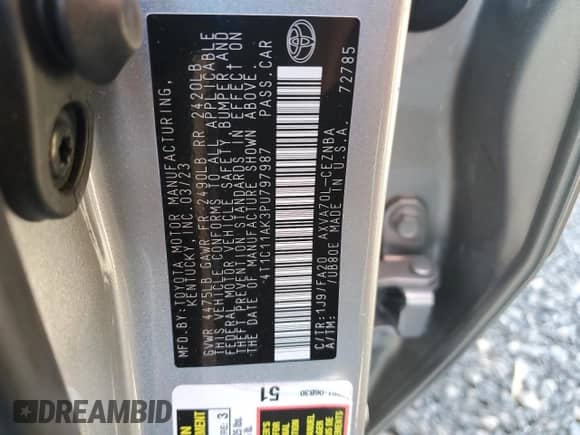 MFD. BY: TOYOTA MOTOR MANUFACTURING,
KENTUCKY, INC. 03/23
GVWR 4475LB GAWR FR 2490LB RR 2420LB
THIS VEHICLE CONFORMS TO ALL APPLICABLE
FEDERAL MOTOR VEHICLE SAFETY, BUMPER, AND
THEFT PREVENTION STANDARDS IN EFFECT ON
THE DATE OF MANUFACTURE SHOWN ABOVE.
4T1C11AK3PU797987 PASS.CAR
C/TR: 1J9/FA20 AXVA70L-CEZNBA
A/TM: /UB80E MADE IN U.S.A.
72785
51
3
DREAMBID